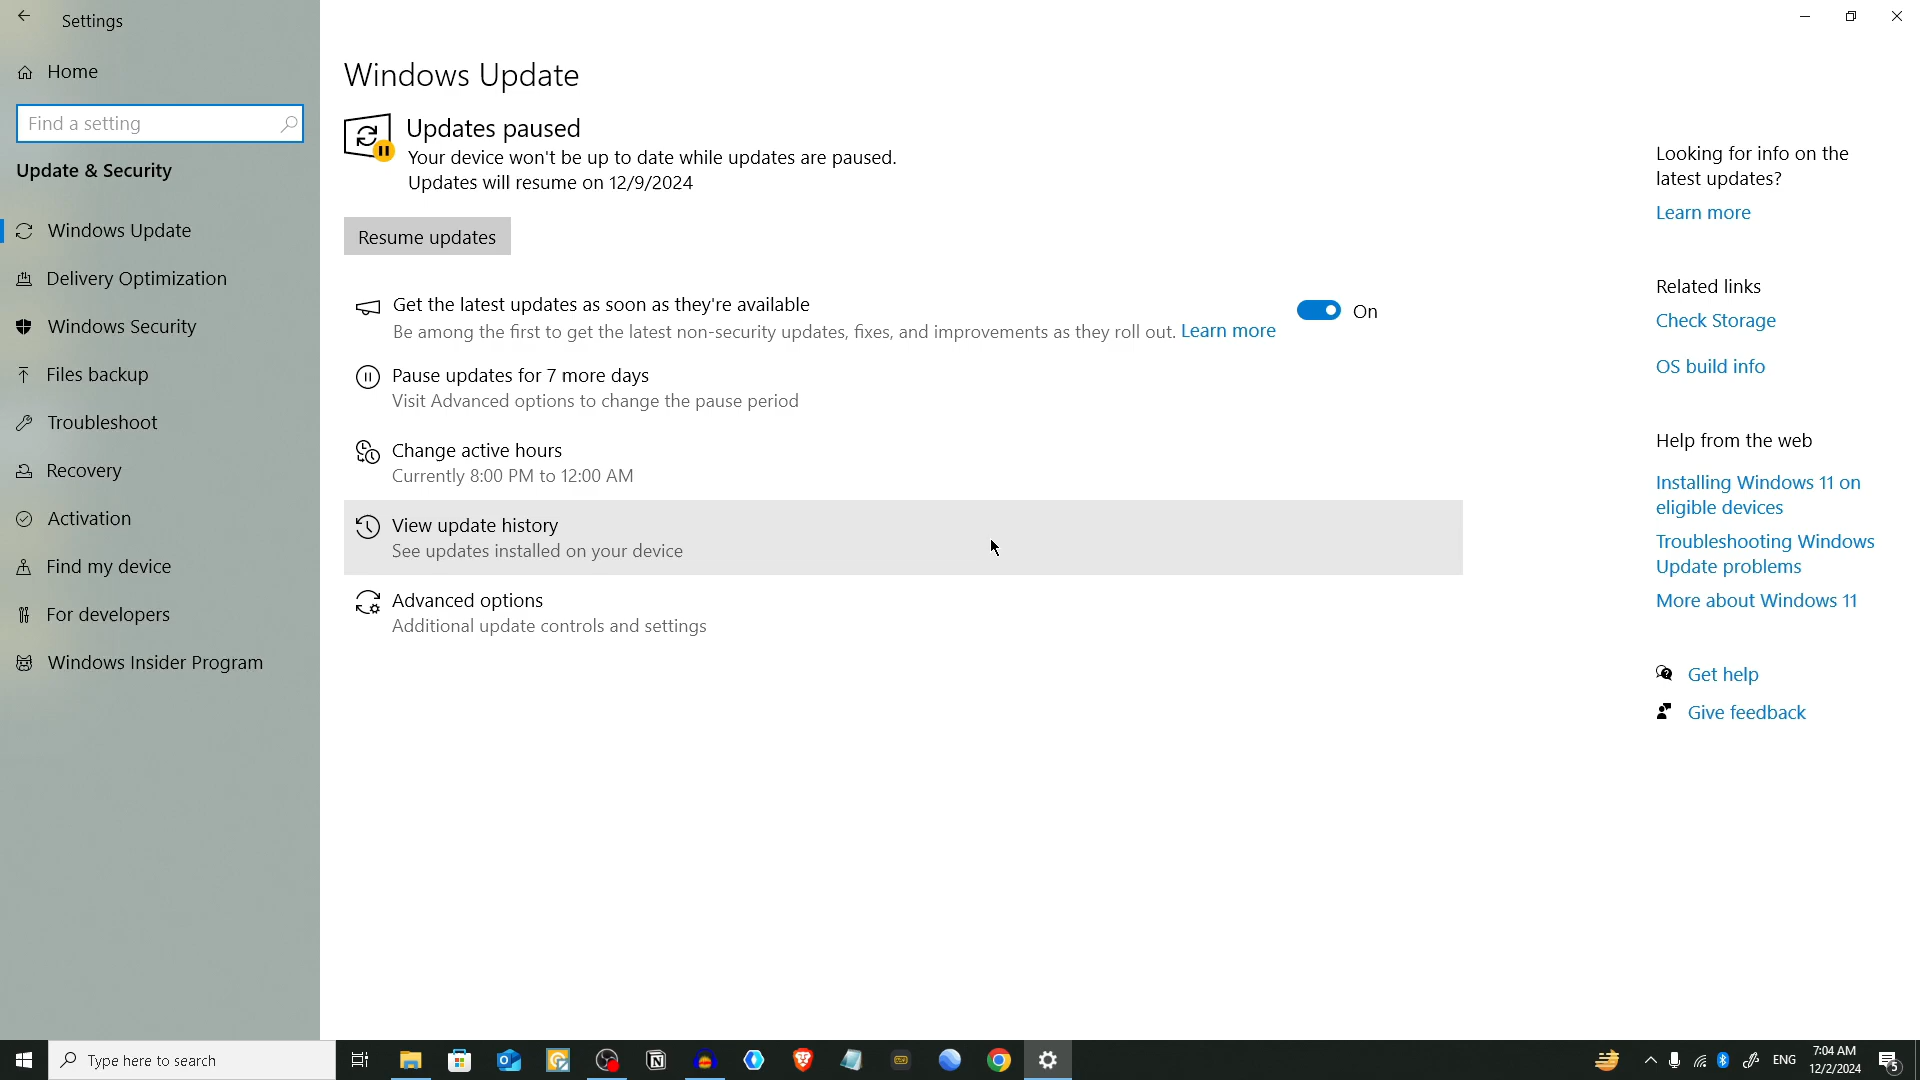 Settings
Home
Find a setting
Update & Security
Windows Update
Delivery Optimization
Windows Security
Files backup
Troubleshoot
Recovery
Activation
Find my device
For developers
Windows Insider Program
Windows Update
Updates paused
Your device won't be up to date while updates are paused.
Updates will resume on 12/9/2024
Resume updates
Get the latest updates as soon as they're available
Be among the first to get the latest non-security updates, fixes, and improvements as they roll out. Learn more
On
Pause updates for 7 more days
Visit Advanced options to change the pause period
Change active hours
Currently 8:00 PM to 12:00 AM
View update history
See updates installed on your device
Advanced options
Additional update controls and settings
Looking for info on the
latest updates?
Learn more
Related links
Check Storage
OS build info
Help from the web
Installing Windows 11 on
eligible devices
Troubleshooting Windows
Update problems
More about Windows 11
Get help
Give feedback
Type here to search
ENG
7:04 AM
12/2/2024
5